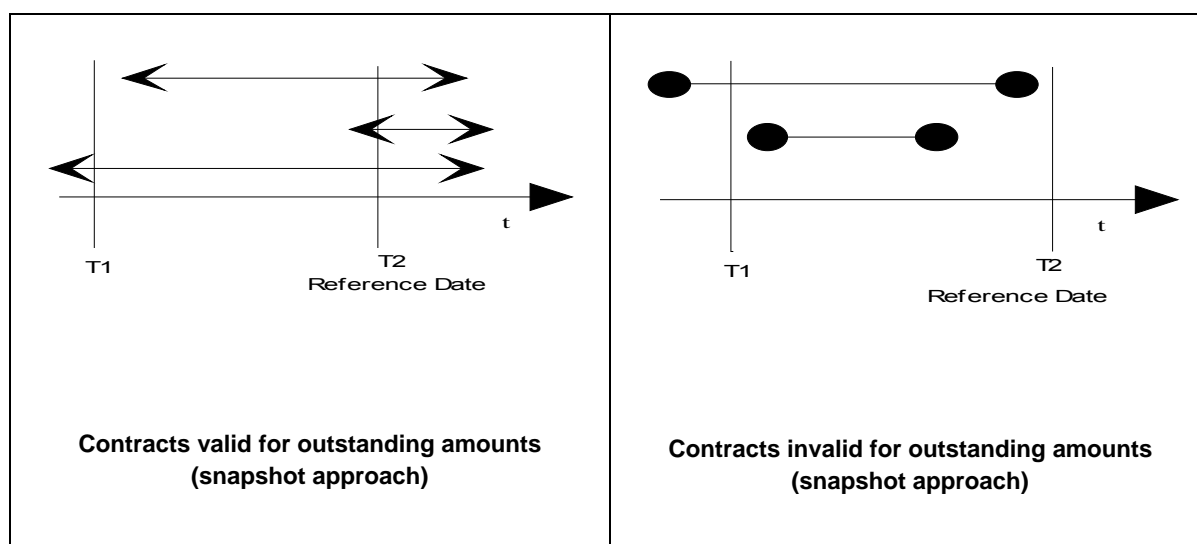 t
T1
T2
Reference Date
Contracts valid for outstanding amounts
(snapshot approach)
t
T1
T2
Reference Date
Contracts invalid for outstanding amounts
(snapshot approach)